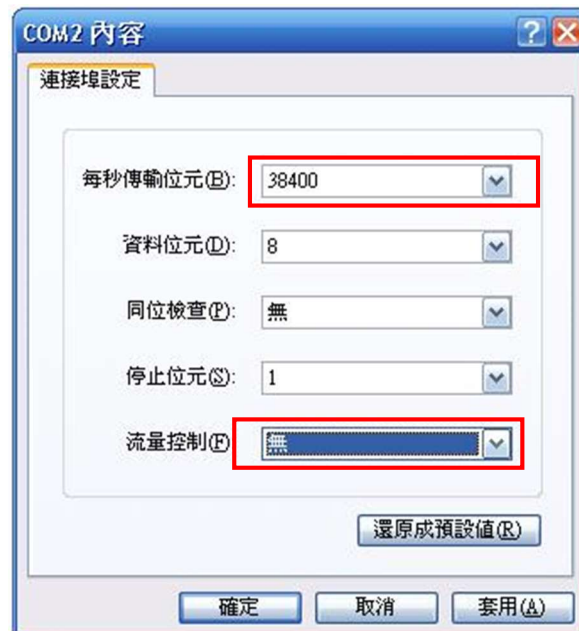 COM2 內容
連接埠設定
每秒傳輸位元(B): 38400
資料位元(D): 8
同位檢查(P): 無
停止位元(S): 1
流量控制(F) 無
還原成預設值(R)
確定 取消 套用(A)